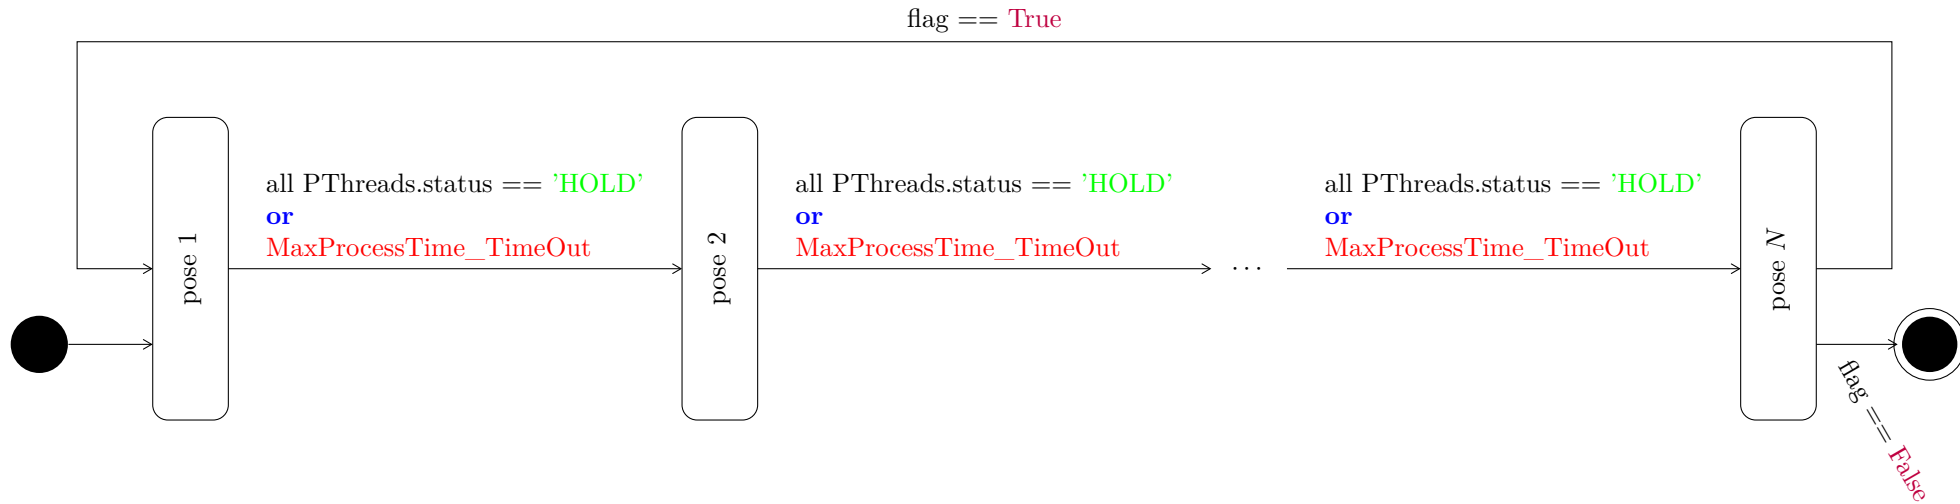 flag == True
all PThreads.status == 'HOLD'
or
MaxProcessTime_TimeOut
all PThreads.status == 'HOLD'
or
MaxProcessTime_TimeOut
all PThreads.status == 'HOLD'
or
MaxProcessTime_TimeOut
pose 1
pose 2
···
pose N
flag == False